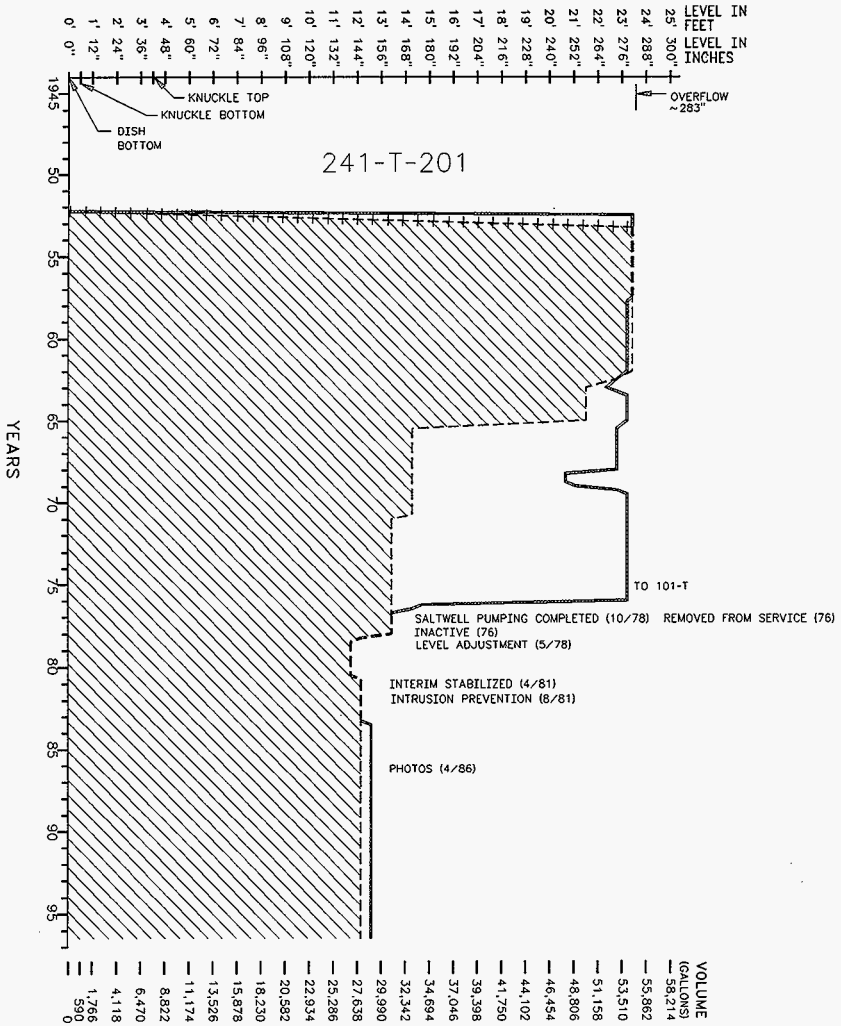 0' 1' 2' 3' 4' 5' 6' 7' 8' 9' 10' 11' 12' 13' 14' 15' 16' 17' 18' 19' 20' 21' 22' 23' 24' 25' LEVEL IN FEET
0" 12" 24" 36" 48" 60" 72" 84" 96" 108" 120" 132" 144" 156" 168" 180" 192" 204" 216" 228" 240" 252" 264" 276" 288" 300" LEVEL IN INCHES
KNUCKLE TOP
KNUCKLE BOTTOM
DISH
BOTTOM
OVERFLOW
~283"
241-T-201
1945 50 55 60 65 70 75 80 85 90 95
YEARS
TO 101-T
SALTWELL PUMPING COMPLETED (10/78) REMOVED FROM SERVICE (76)
INACTIVE (76)
LEVEL ADJUSTMENT (5/78)
INTERIM STABILIZED (4/81)
INTRUSION PREVENTION (8/81)
PHOTOS (4/86)
0 590 1,766 4,118 6,470 8,822 11,174 13,526 15,878 18,230 20,582 22,934 25,286 27,638 29,990 32,342 34,694 37,046 39,398 41,750 44,102 46,454 48,806 51,158 53,510 55,862 58,214
VOLUME
(GALLONS)